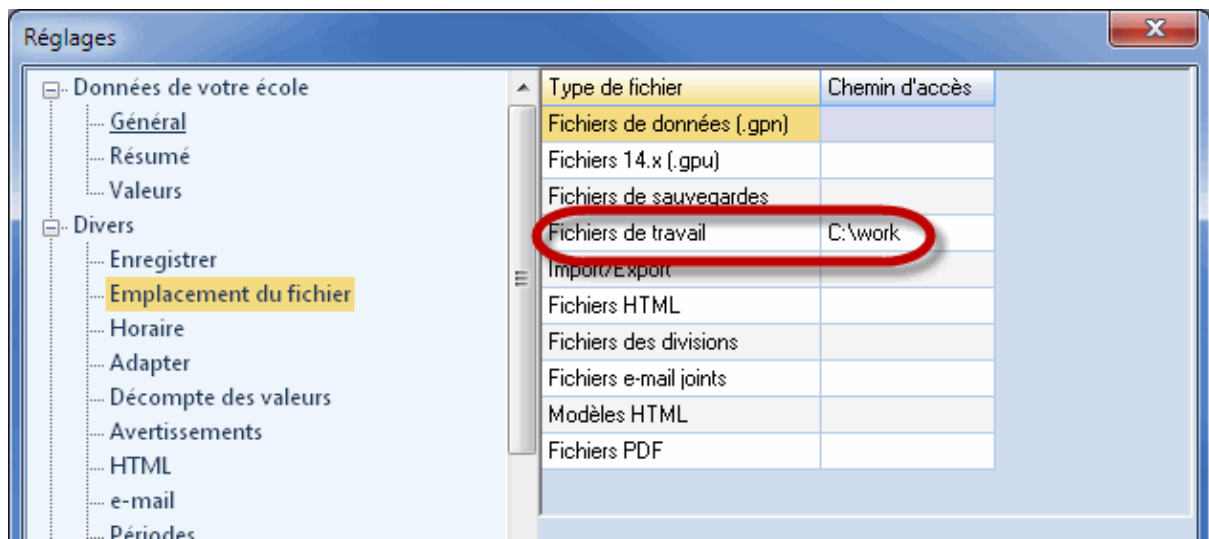 Réglages
Données de votre école
Général
Résumé
Valeurs
Divers
Enregistrer
Emplacement du fichier
Horaire
Adapter
Décompte des valeurs
Avertissements
HTML
e-mail
Périodes
Type de fichier Chemin d'accès
Fichiers de données (.gpn)
Fichiers 14.x (.gpu)
Fichiers de sauvegardes
Fichiers de travail C:\work
Import/Export
Fichiers HTML
Fichiers des divisions
Fichiers e-mail joints
Modèles HTML
Fichiers PDF